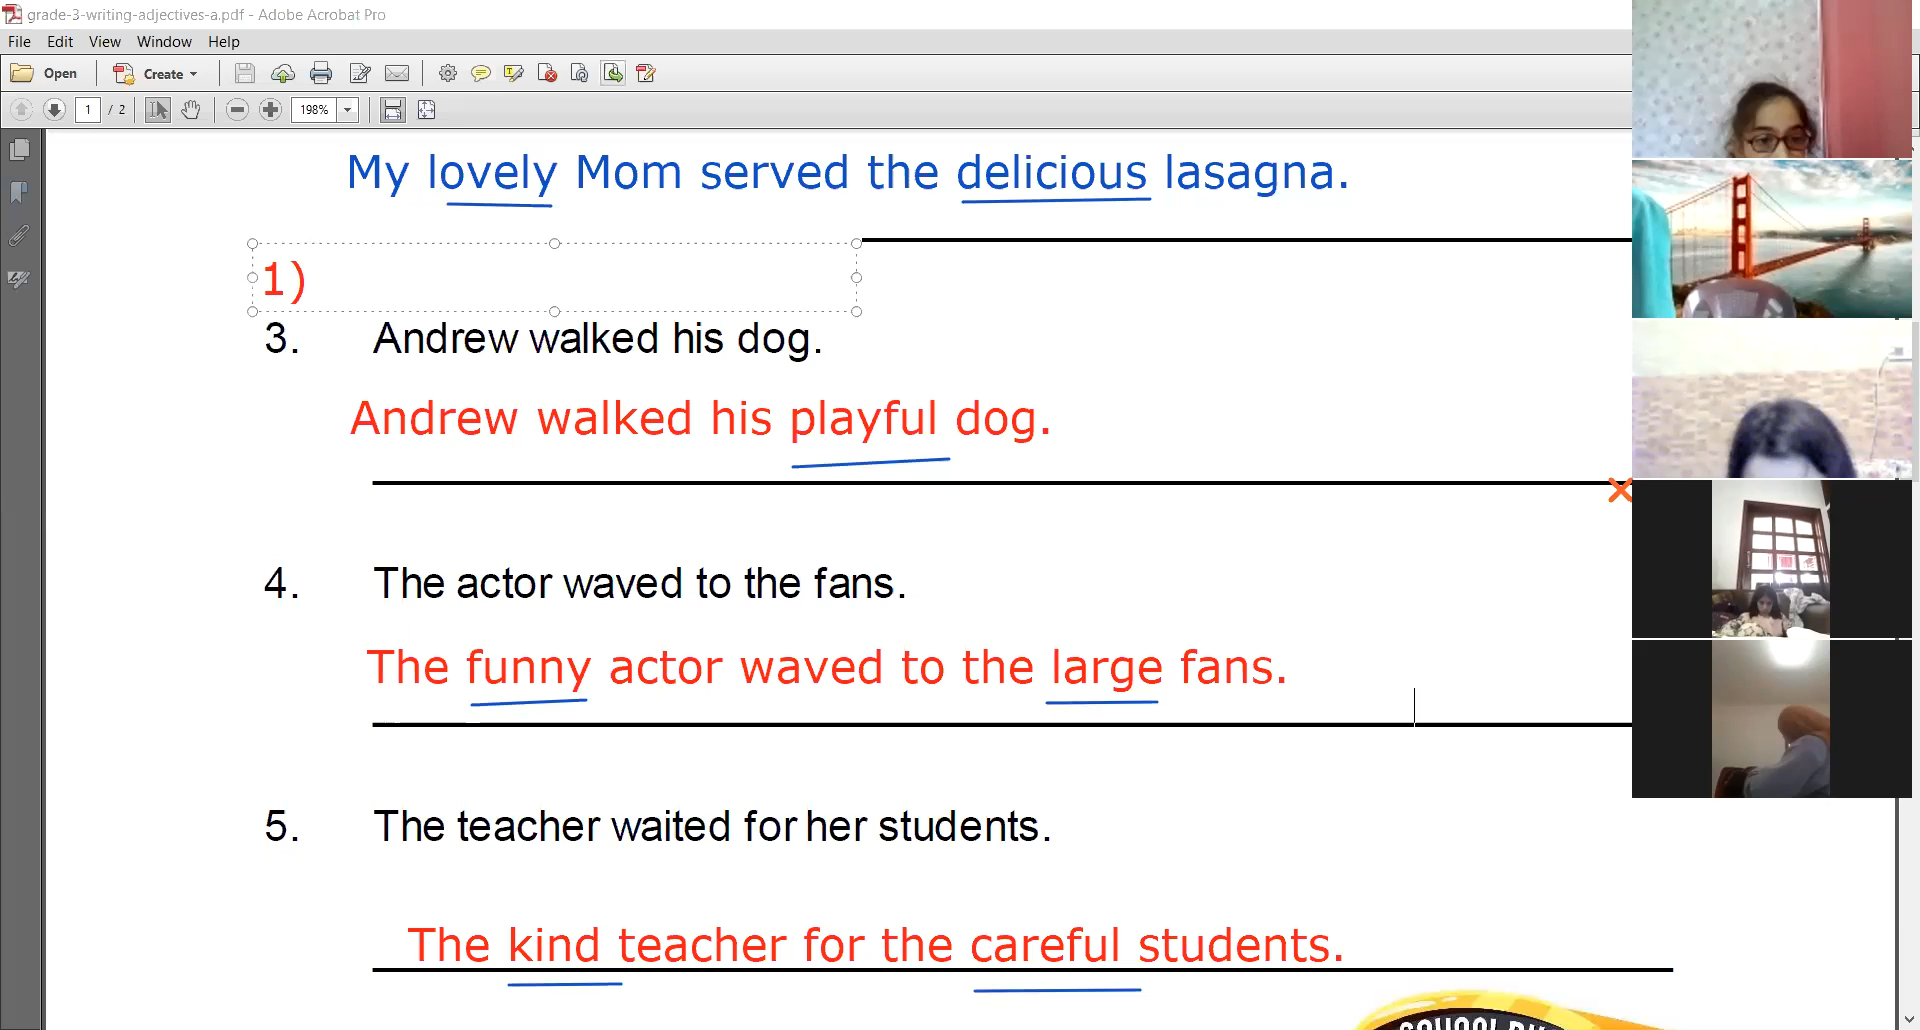 grade-3-writing-adjectives-a.pdf - Adobe Acrobat Pro
File Edit View Window Help
Open Create
1 / 2 198%
My lovely Mom served the delicious lasagna.
1)
3. Andrew walked his dog.
Andrew walked his playful dog.
4. The actor waved to the fans.
The funny actor waved to the large fans.
5. The teacher waited for her students.
The kind teacher for the careful students.